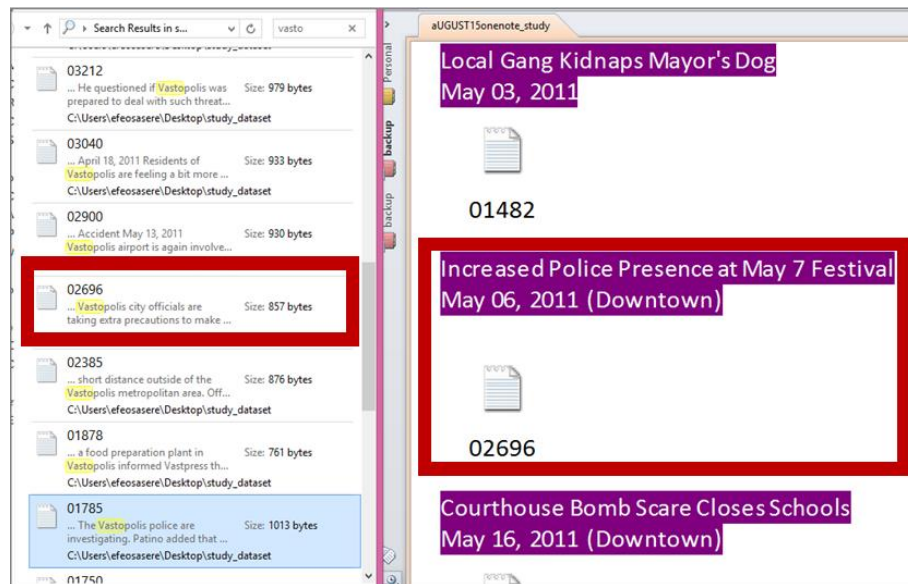 Search Results in s...
vasto
03212
... He questioned if Vastopolis was
prepared to deal with such threat...
Size: 979 bytes
C:\Users\efeosasere\Desktop\study_dataset
03040
... April 18, 2011 Residents of
Vastopolis are feeling a bit more ...
Size: 933 bytes
C:\Users\efeosasere\Desktop\study_dataset
02900
... Accident May 13, 2011
Vastopolis airport is again involve...
Size: 930 bytes
02696
... Vastopolis city officials are
taking extra precautions to make ...
Size: 857 bytes
02385
... short distance outside of the
Vastopolis metropolitan area. Off...
Size: 876 bytes
C:\Users\efeosasere\Desktop\study_dataset
01878
... a food preparation plant in
Vastopolis informed Vastpress th...
Size: 761 bytes
C:\Users\efeosasere\Desktop\study_dataset
01785
... The Vastopolis police are
investigating. Patino added that ...
Size: 1013 bytes
C:\Users\efeosasere\Desktop\study_dataset
01750
Personal
backup
backup
aUGUST15onenote_study
Local Gang Kidnaps Mayor's Dog
May 03, 2011
01482
Increased Police Presence at May 7 Festival
May 06, 2011 (Downtown)
02696
Courthouse Bomb Scare Closes Schools
May 16, 2011 (Downtown)